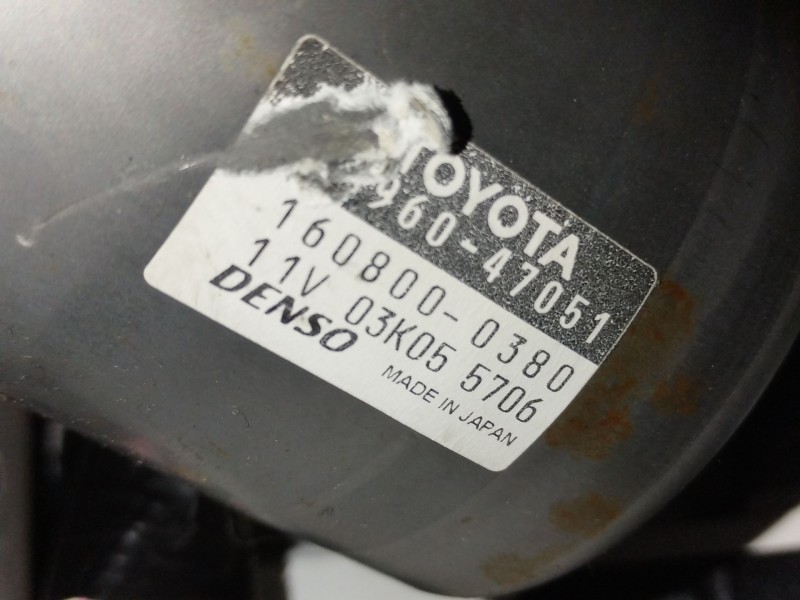 TOYOTA
960-47051
160800-0380
11V 03K05 5706
DENSO
MADE IN JAPAN